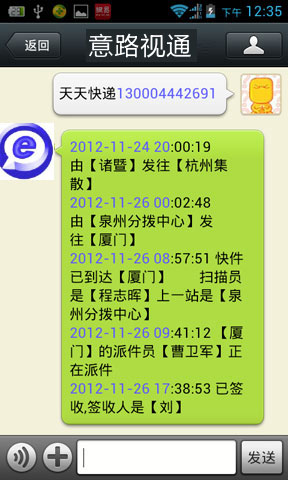 下午 12:35
返回
意路视通
天天快递130004442691
2012-11-24 20:00:19
由【诸暨】发往【杭州集
散】
2012-11-26 00:02:48
由【泉州分拨中心】发
往【厦门】
2012-11-26 08:57:51 快件
已到达【厦门】 扫描员
是【程志晖】上一站是【泉
州分拨中心】
2012-11-26 09:41:12 【厦
门】的派件员【曹卫军】正
在派件
2012-11-26 17:38:53 已签
收,签收人是【刘】
发送